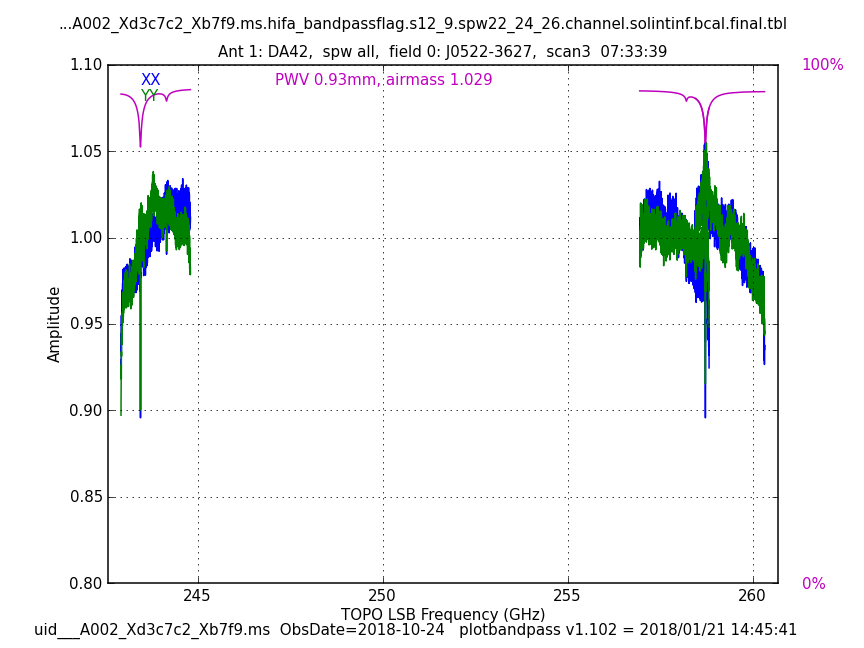 ...A002_Xd3c7c2_Xb7f9.ms.hifa_bandpassflag.s12_9.spw22_24_26.channel.solintinf.bcal.final.tbl
Ant 1: DA42,  spw all,  field 0: J0522-3627,  scan3  07:33:39
1.10
100%
XX
PWV 0.93mm, airmass 1.029
YY
1.05
1.00
0.95
Amplitude
0.90
0.85
0.80
0%
245
250
255
260
TOPO LSB Frequency (GHz)
uid___A002_Xd3c7c2_Xb7f9.ms  ObsDate=2018-10-24   plotbandpass v1.102 = 2018/01/21 14:45:41